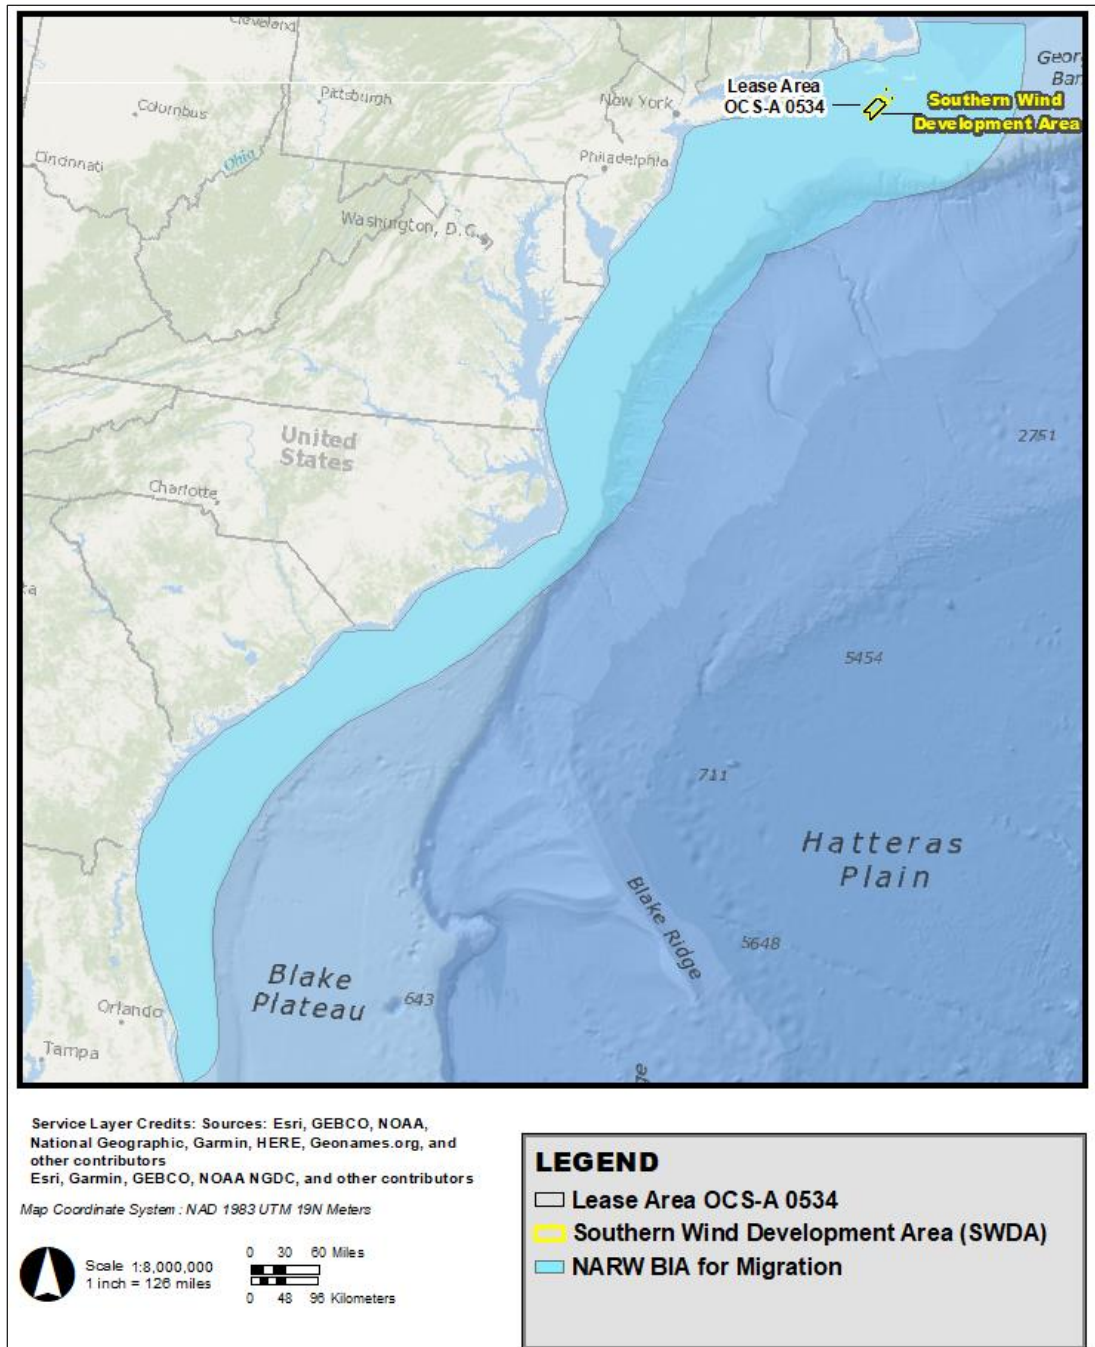 Cleveland
Georg
Ban
Lease Area
OCS-A 0534
Southern Wind
Development Area
Pittsburgh
New York
Columbus
Cincinnati
Ohio
Philadelphia
Washington, D.C.
United
States
2751
Charlotte
ta
5454
711
Hatteras
Plain
Blake Ridge
5648
Blake
Plateau
643
Orlando
Tampa
ge
Service Layer Credits: Sources: Esri, GEBCO, NOAA,
National Geographic, Garmin, HERE, Geonames.org, and
other contributors
Esri, Garmin, GEBCO, NOAA NGDC, and other contributors
Map Coordinate System : NAD 1983 UTM 19N Meters
Scale 1:8,000,000
1 inch = 126 miles
0 30 60 Miles
0 48 96 Kilometers
LEGEND
Lease Area OCS-A 0534
Southern Wind Development Area (SWDA)
NARW BIA for Migration